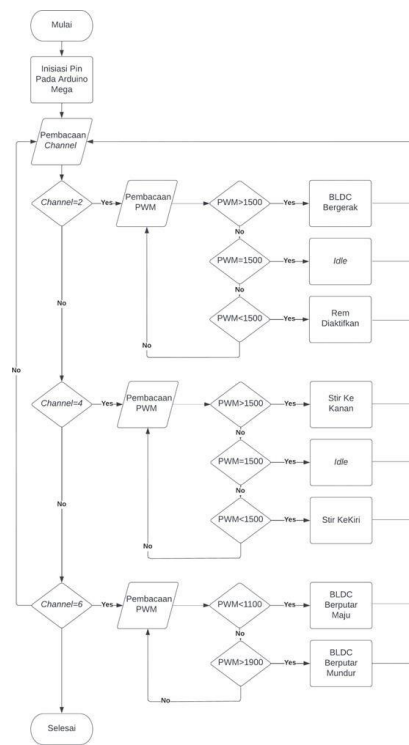 Mulai
Inisiasi Pin
Pada Arduino
Mega
Pembacaan
Channel
Channel=2
Yes
Pembacaan
PWM
PWM>1500
Yes
BLDC
Bergerak
No
PWM=1500
Yes
Idle
No
PWM<1500
Yes
Rem
Diaktifkan
No
No
No
Channel=4
Yes
Pembacaan
PWM
PWM>1500
Yes
Stir Ke
Kanan
No
PWM=1500
Yes
Idle
No
PWM<1500
Yes
Stir KeKiri
No
No
Channel=6
Yes
Pembacaan
PWM
PWM<1100
Yes
BLDC
Berputar
Maju
No
PWM>1900
Yes
BLDC
Berputar
Mundur
No
Selesai